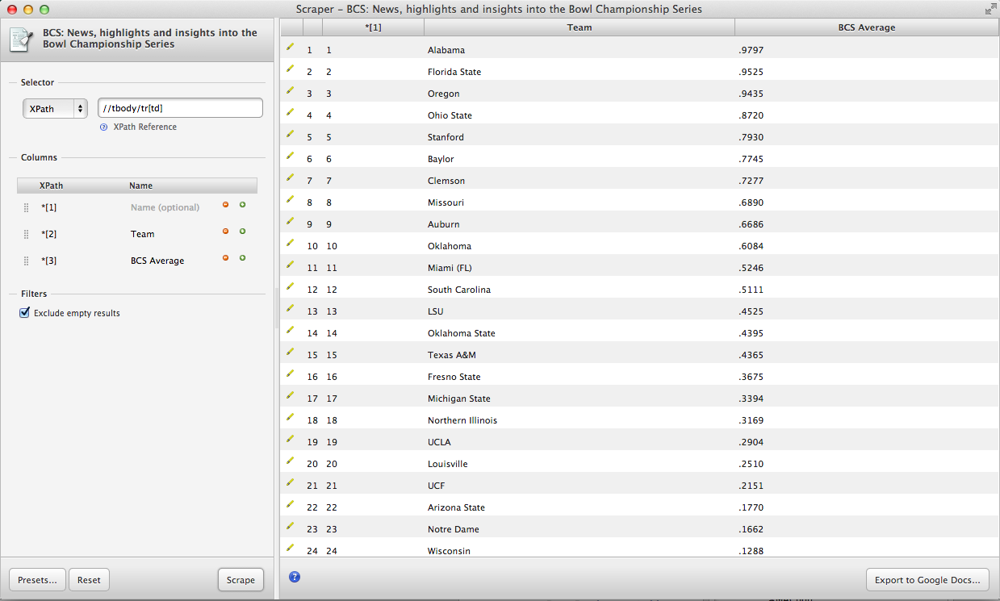 Scraper – BCS: News, highlights and insights into the Bowl Championship Series
BCS: News, highlights and insights into the
Bowl Championship Series
Selector
XPath //tbody/tr[td]
? XPath Reference
Columns
XPath Name
*[1] Name (optional)
*[2] Team
*[3] BCS Average
Filters
Exclude empty results
Presets... Reset Scrape
*[1] Team BCS Average
1 1 Alabama .9797
2 2 Florida State .9525
3 3 Oregon .9435
4 4 Ohio State .8720
5 5 Stanford .7930
6 6 Baylor .7745
7 7 Clemson .7277
8 8 Missouri .6890
9 9 Auburn .6686
10 10 Oklahoma .6084
11 11 Miami (FL) .5246
12 12 South Carolina .5111
13 13 LSU .4525
14 14 Oklahoma State .4395
15 15 Texas A&M .4365
16 16 Fresno State .3675
17 17 Michigan State .3394
18 18 Northern Illinois .3169
19 19 UCLA .2904
20 20 Louisville .2510
21 21 UCF .2151
22 22 Arizona State .1770
23 23 Notre Dame .1662
24 24 Wisconsin .1288
? Export to Google Docs...